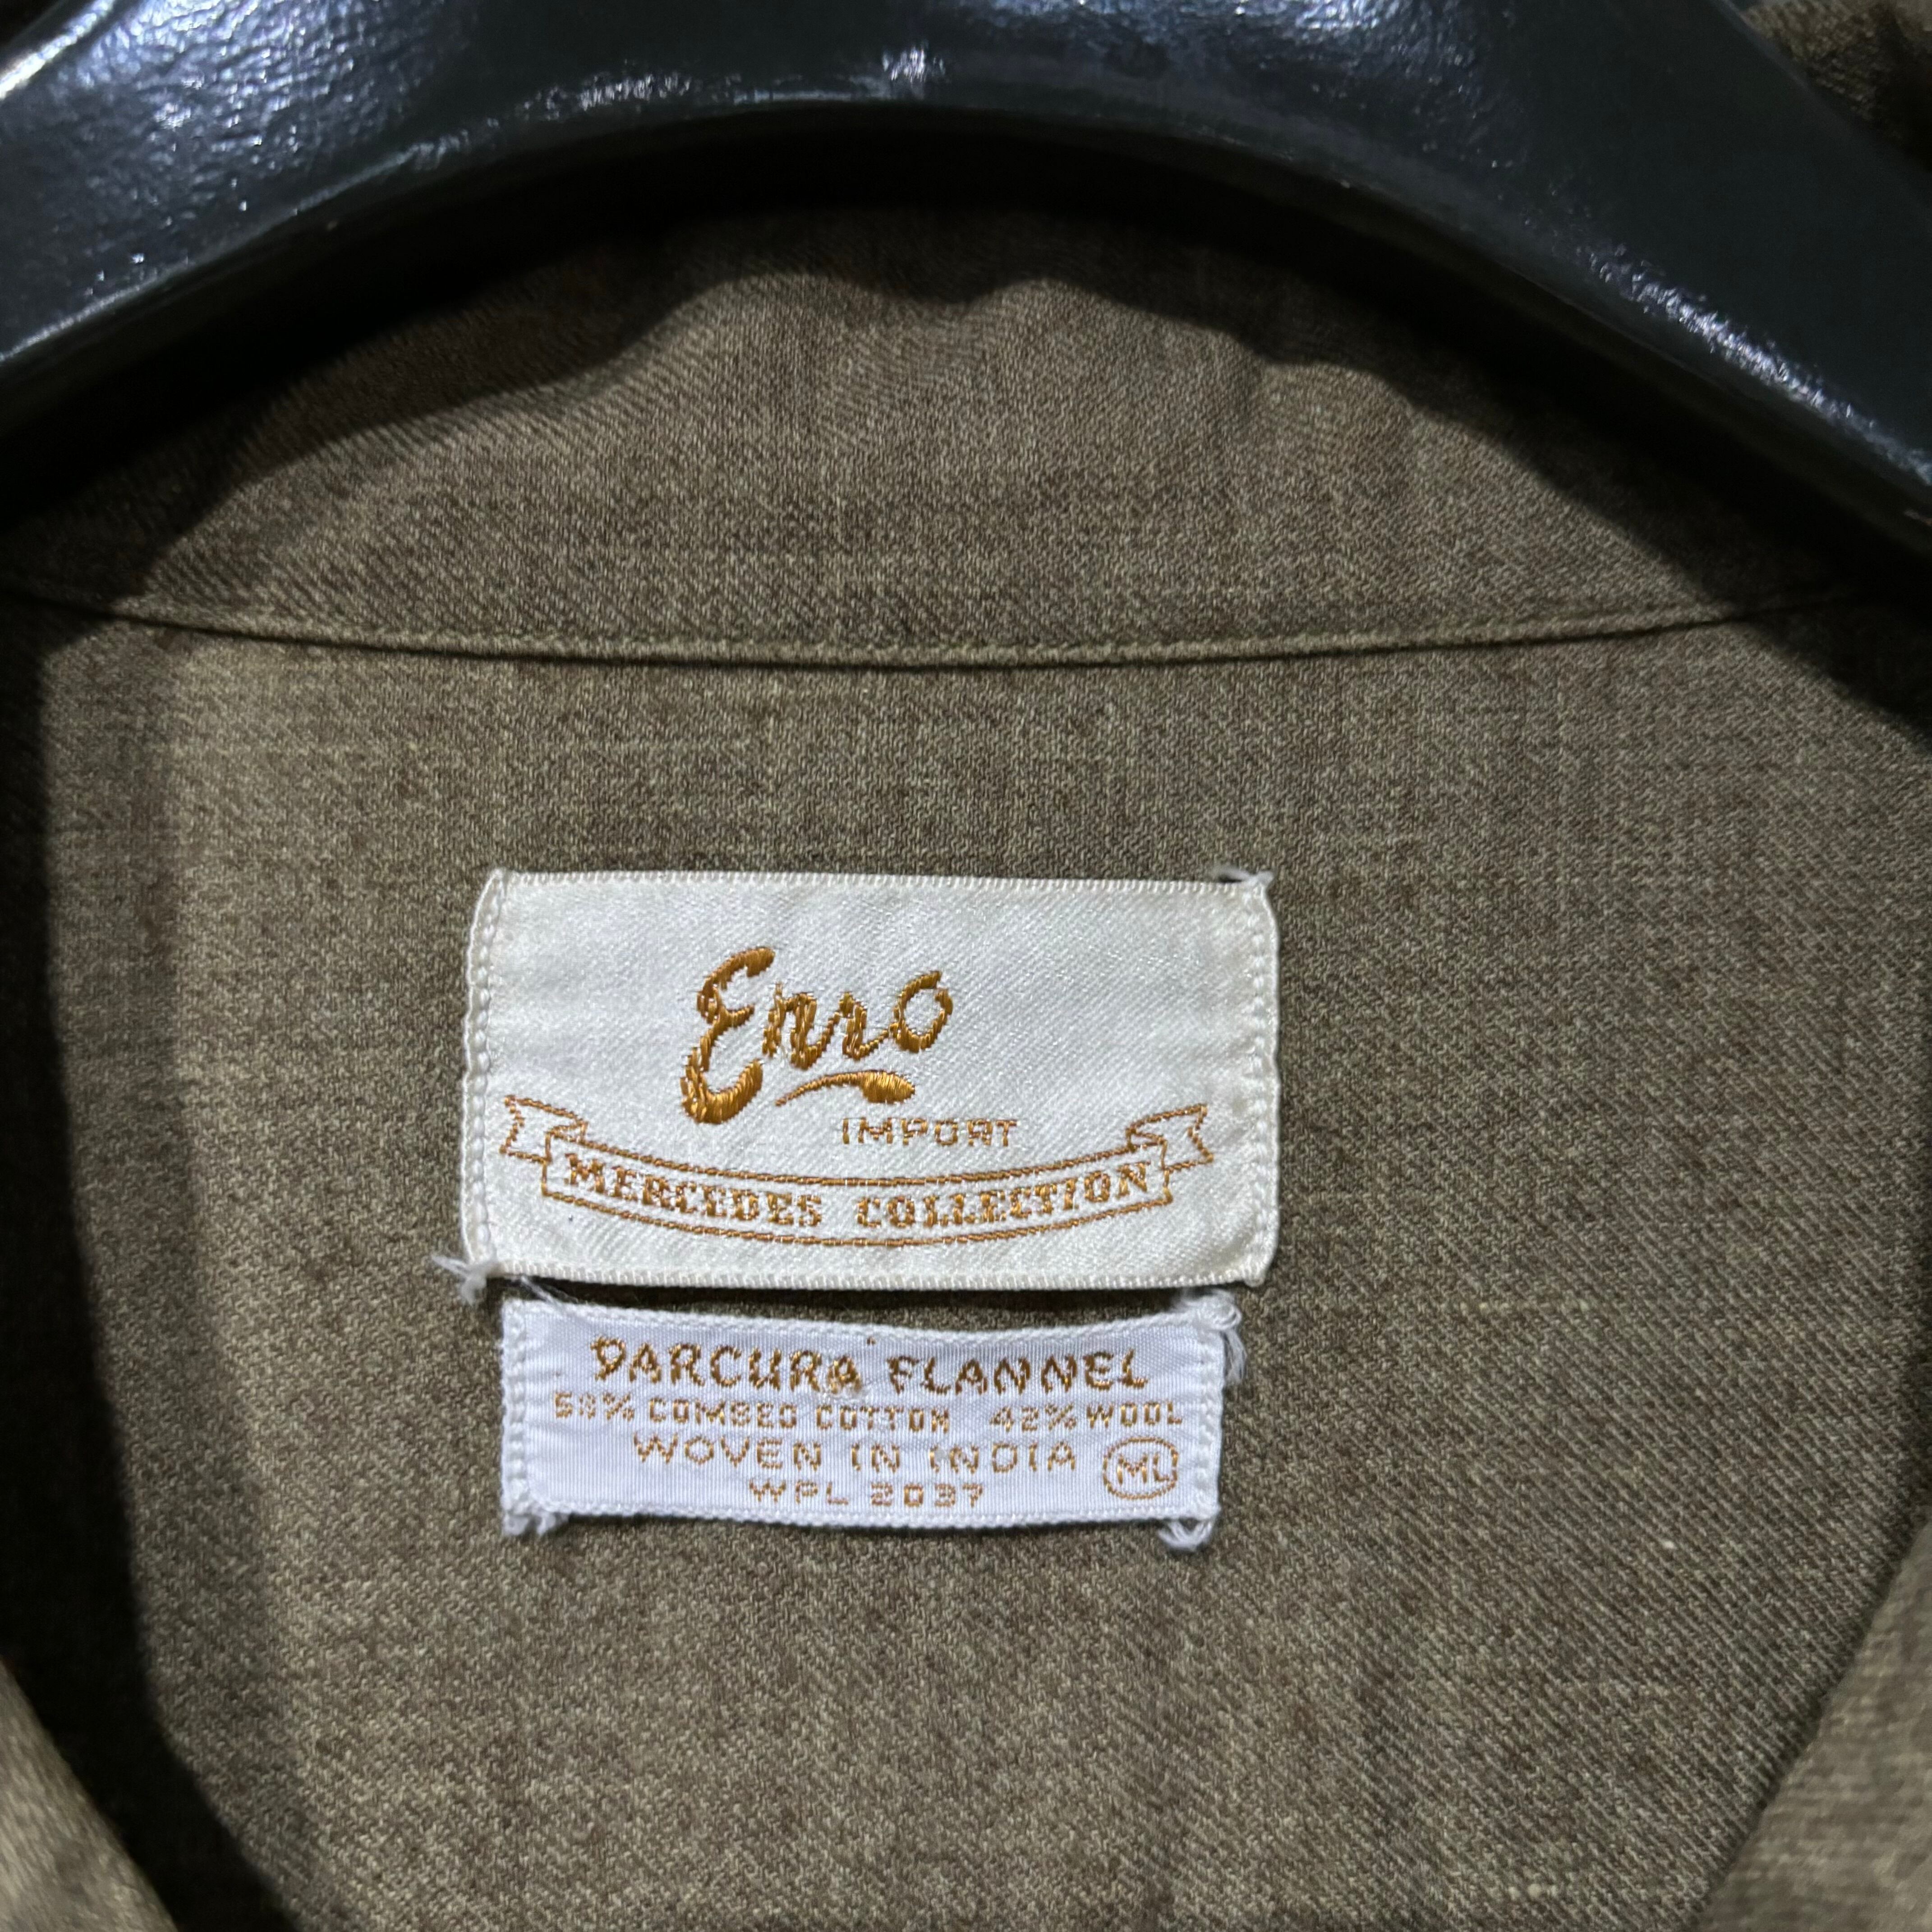 Enro
IMPORT
MERCEDES COLLECTION
DARCURA FLANNEL
58% COMBED COTTON 42% WOOL
WOVEN IN INDIA ML
WPL 2037